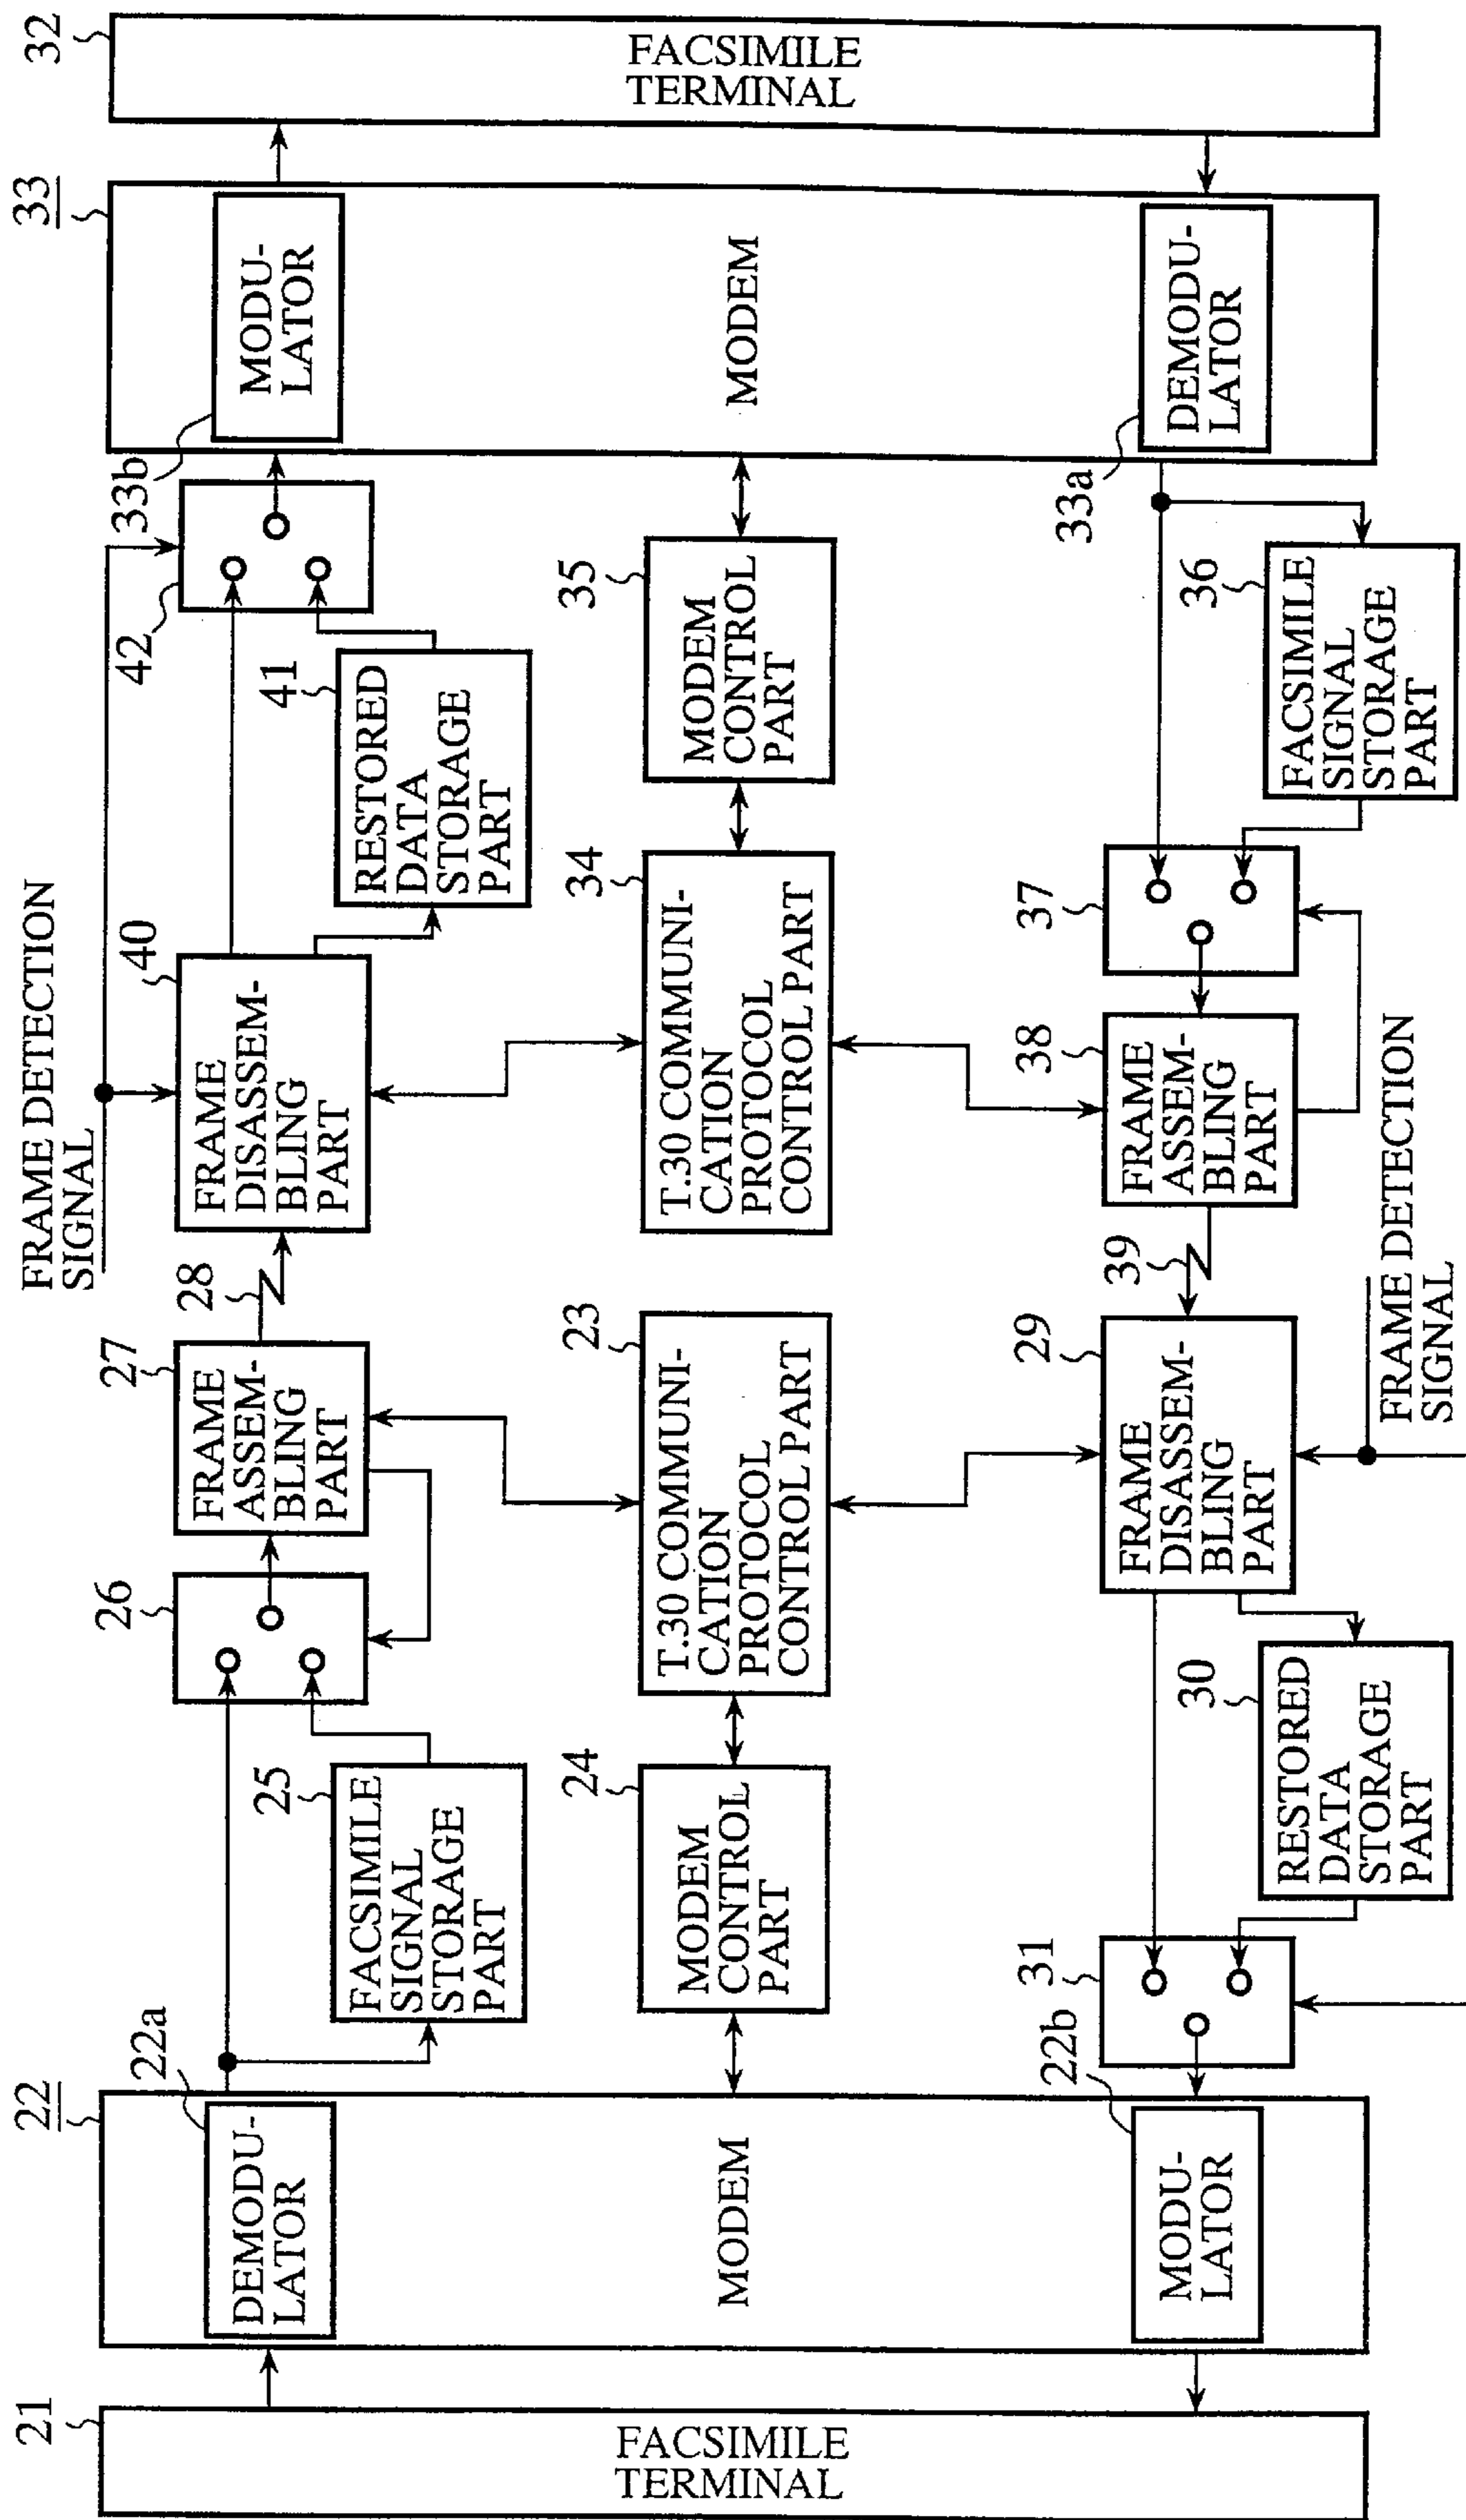 21
FACSIMILE
TERMINAL
22
22a
DEMODU-
LATOR
MODEM
22b
MODU-
LATOR
25
FACSIMILE
SIGNAL
STORAGE
PART
26
27
FRAME
ASSEM-
BLING
PART
28
24
MODEM
CONTROL
PART
23
T.30 COMMUNI-
CATION
PROTOCOL
CONTROL PART
31
30
RESTORED
DATA
STORAGE
PART
29
FRAME
DISASSEM-
BLING
PART
FRAME DETECTION
SIGNAL
39
FRAME DETECTION
SIGNAL
40
FRAME
DISASSEM-
BLING
PART
41
RESTORED
DATA
STORAGE
PART
42
34
T.30 COMMUNI-
CATION
PROTOCOL
CONTROL PART
35
MODEM
CONTROL
PART
38
FRAME
ASSEM-
BLING
PART
37
36
FACSIMILE
SIGNAL
STORAGE
PART
33
33b
MODU-
LATOR
MODEM
33a
DEMODU-
LATOR
32
FACSIMILE
TERMINAL